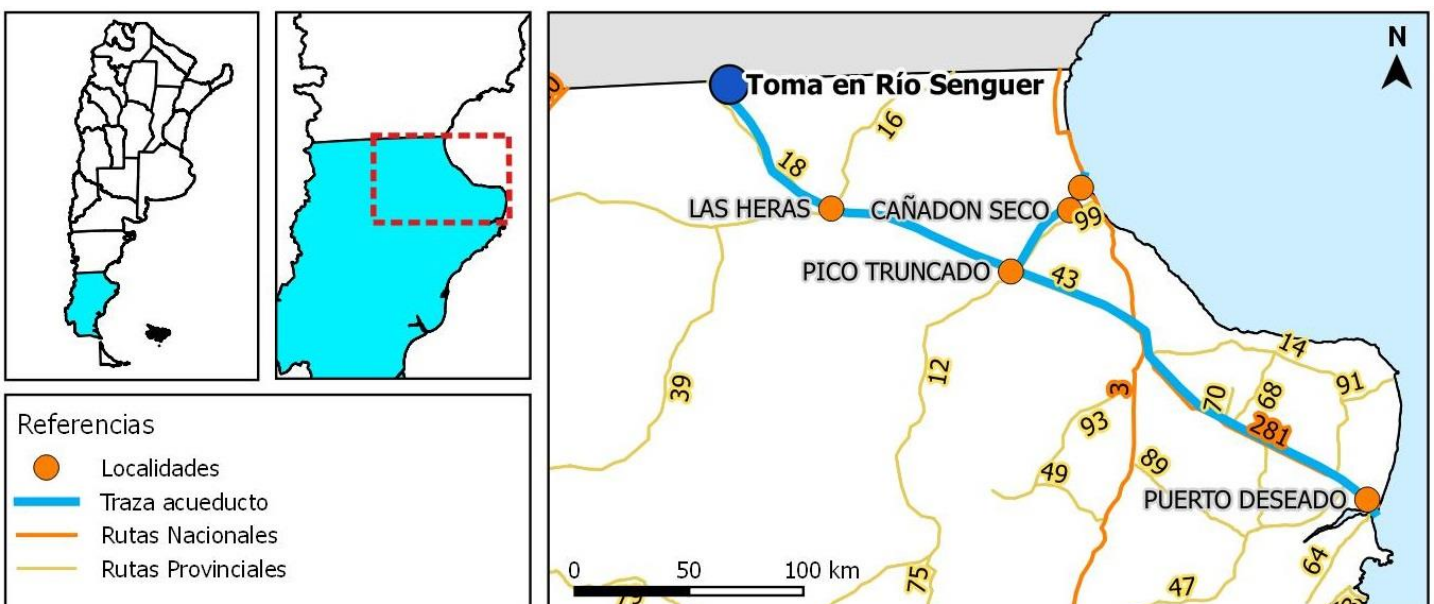 N
Toma en Río Senguer
16
18
LAS HERAS
CAÑADON SECO
99
PICO TRUNCADO
43
39
12
3
14
91
70
68
281
93
49
89
PUERTO DESEADO
64
75
47
0 50 100 km
Referencias
Localidades
Traza acueducto
Rutas Nacionales
Rutas Provinciales